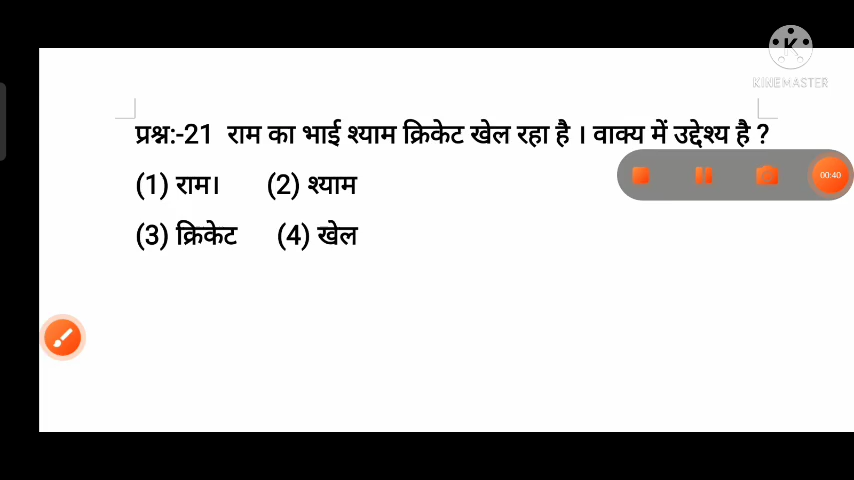 KINEMASTER
प्रश्न:-21 राम का भाई श्याम क्रिकेट खेल रहा है । वाक्य में उद्देश्य है ?
(1) राम। (2) श्याम
00:40
(3) क्रिकेट (4) खेल